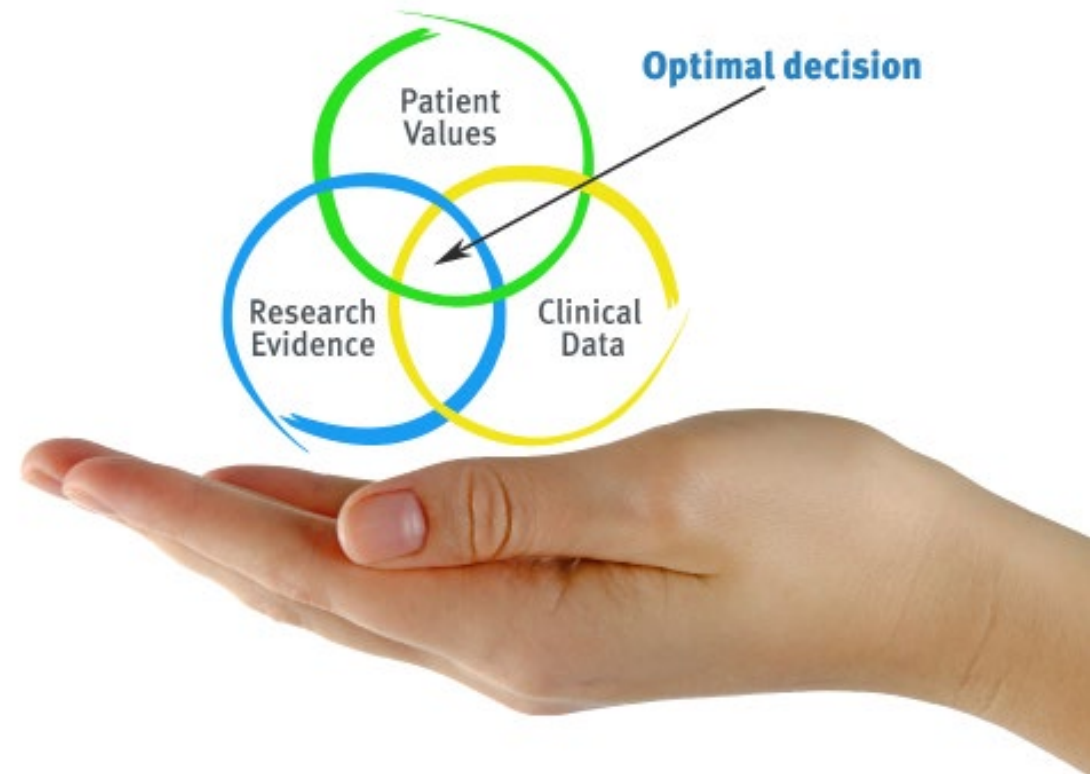 Optimal decision
Patient
Values
Research
Evidence
Clinical
Data